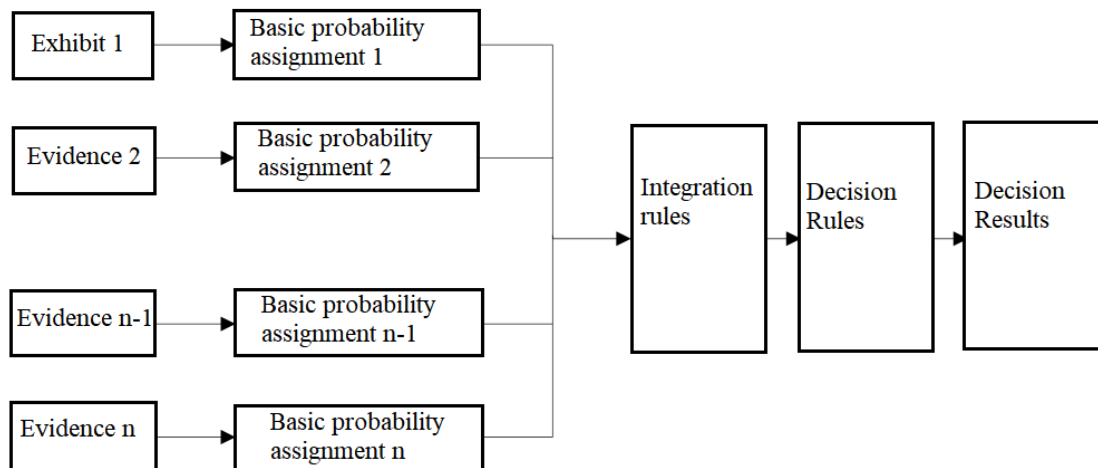 Exhibit 1
Basic probability
assignment 1
Evidence 2
Basic probability
assignment 2
Evidence n-1
Basic probability
assignment n-1
Evidence n
Basic probability
assignment n
Integration
rules
Decision
Rules
Decision
Results